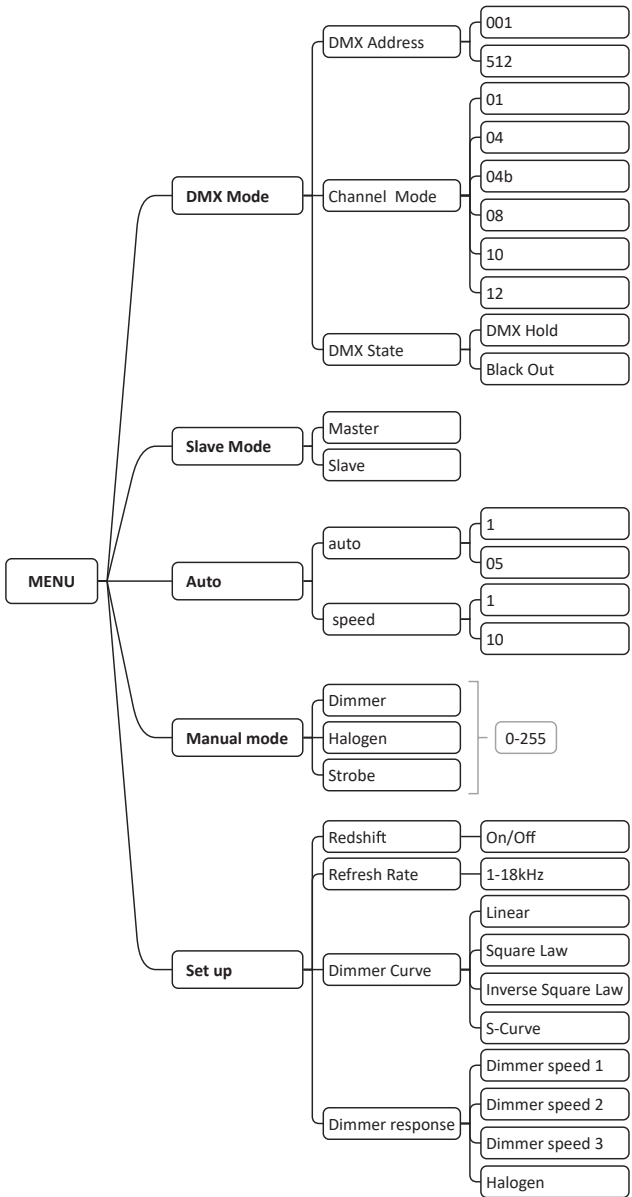 MENU
DMX Mode
DMX Address
001
512
Channel Mode
01
04
04b
08
10
12
DMX State
DMX Hold
Black Out
Slave Mode
Master
Slave
Auto
auto
1
05
speed
1
10
Manual mode
Dimmer
Halogen
Strobe
0-255
Set up
Redshift
On/Off
Refresh Rate
1-18kHz
Dimmer Curve
Linear
Square Law
Inverse Square Law
S-Curve
Dimmer response
Dimmer speed 1
Dimmer speed 2
Dimmer speed 3
Halogen